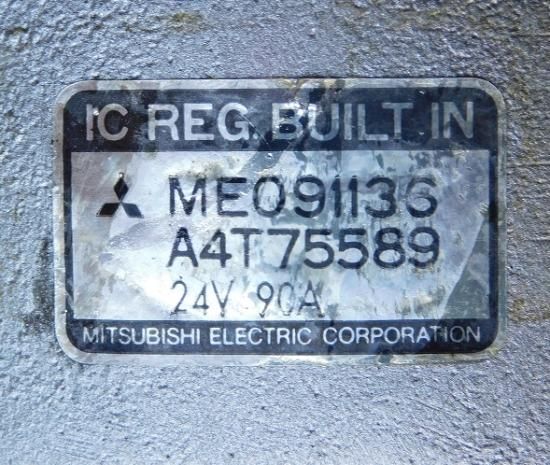 IC REG. BUILT IN
ME091136
A4T75589
24V 90A
MITSUBISHI ELECTRIC CORPORATION